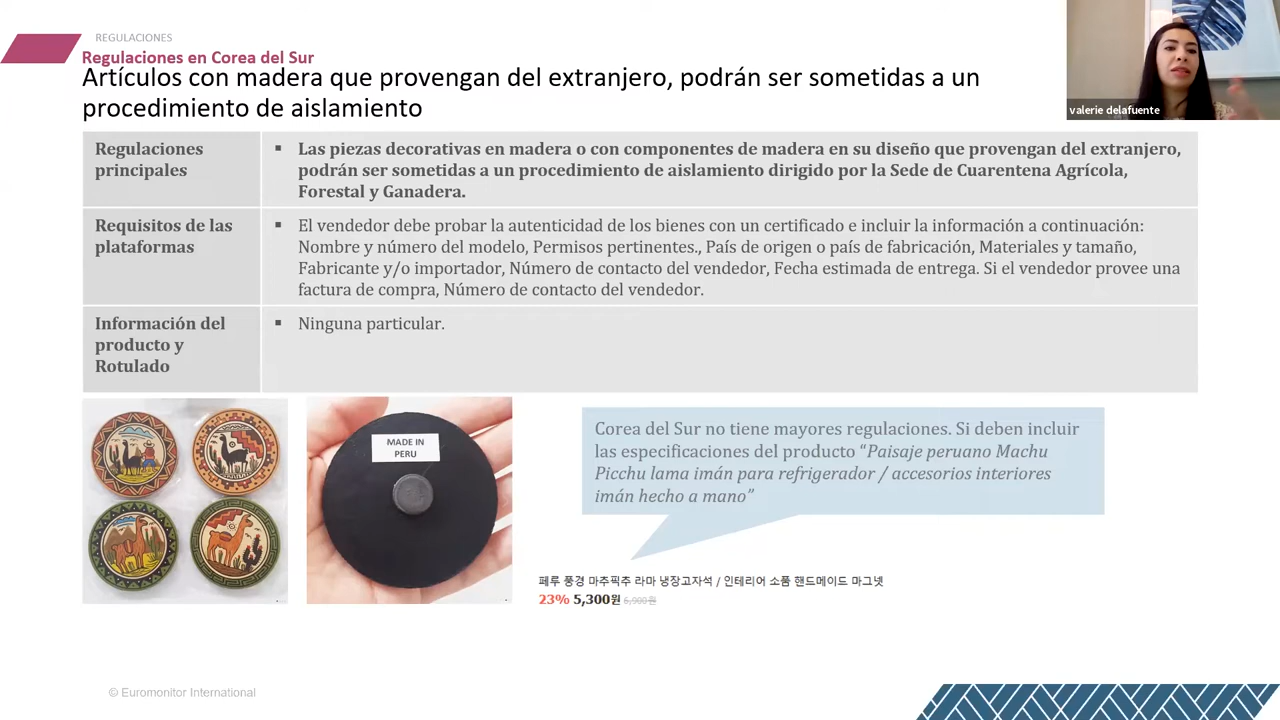 REGULACIONES
Regulaciones en Corea del Sur
Artículos con madera que provengan del extranjero, podrán ser sometidas a un
procedimiento de aislamiento
valerie delafuente
Regulaciones
principales
▪ Las piezas decorativas en madera o con componentes de madera en su diseño que provengan del extranjero,
podrán ser sometidas a un procedimiento de aislamiento dirigido por la Sede de Cuarentena Agrícola,
Forestal y Ganadera.
Requisitos de las
plataformas
▪ El vendedor debe probar la autenticidad de los bienes con un certificado e incluir la información a continuación:
Nombre y número del modelo, Permisos pertinentes., País de origen o país de fabricación, Materiales y tamaño,
Fabricante y/o importador, Número de contacto del vendedor, Fecha estimada de entrega. Si el vendedor provee una
factura de compra, Número de contacto del vendedor.
Información del
producto y
Rotulado
▪ Ninguna particular.
MADE IN
PERU
Corea del Sur no tiene mayores regulaciones. Si deben incluir
las especificaciones del producto “Paisaje peruano Machu
Picchu lama imán para refrigerador / accesorios interiores
imán hecho a mano”
페루 풍경 마추픽추 라마 냉장고자석 / 인테리어 소품 핸드메이드 마그넷
23% 5,300원 6,900원
© Euromonitor International